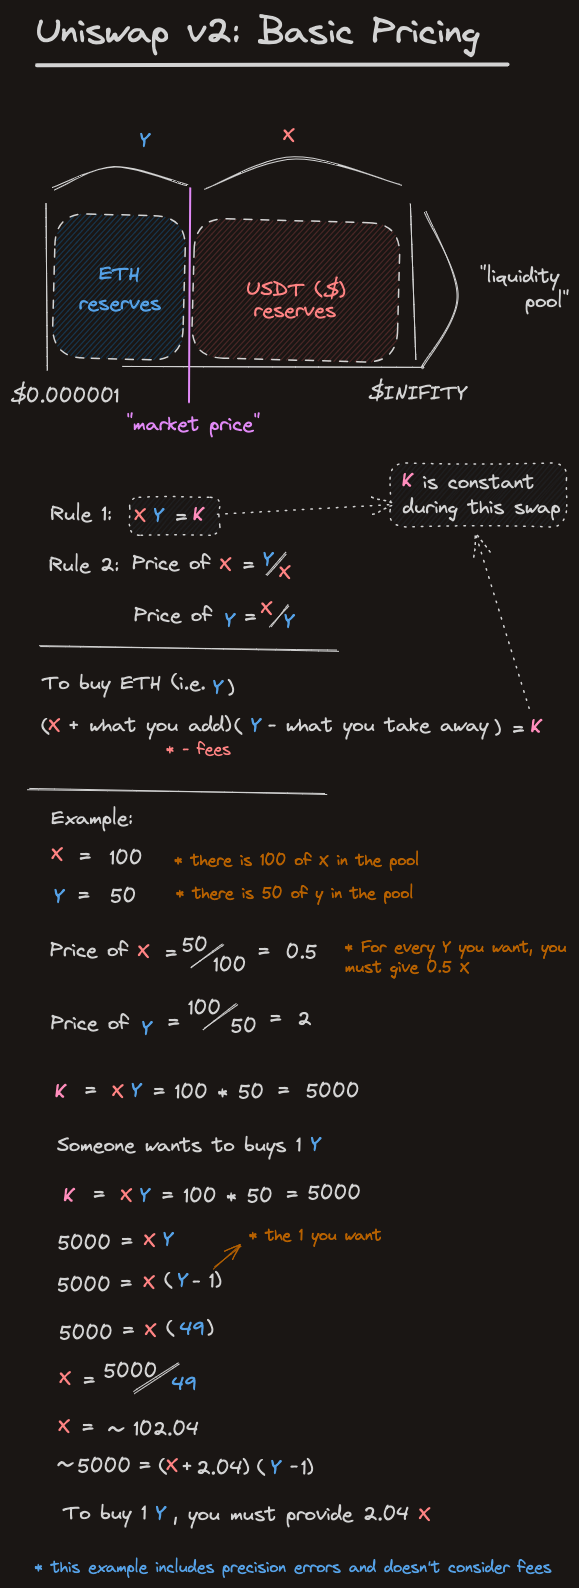 Uniswap v2: Basic Pricing
Y
X
ETH
reserves
USDT ($)
reserves
"liquidity
pool"
$0.000001
$INIFITY
"market price"
K is constant
during this swap
Rule 1: X Y = K
Rule 2: Price of X = Y/X
Price of Y = X/Y
To buy ETH (i.e. Y)
(X + what you add)( Y - what you take away) = K
* - fees
Example:
X = 100
* there is 100 of X in the pool
Y = 50
* there is 50 of y in the pool
Price of X = 50/100 = 0.5
* For every Y you want, you
must give 0.5 X
Price of Y = 100/50 = 2
K = X Y = 100 * 50 = 5000
Someone wants to buys 1 Y
K = X Y = 100 * 50 = 5000
5000 = X Y
* the 1 you want
5000 = X (Y - 1)
5000 = X (49)
X = 5000/49
X = ~ 102.04
~5000 = (X + 2.04) ( Y -1)
To buy 1 Y, you must provide 2.04 X
* this example includes precision errors and doesn't consider fees